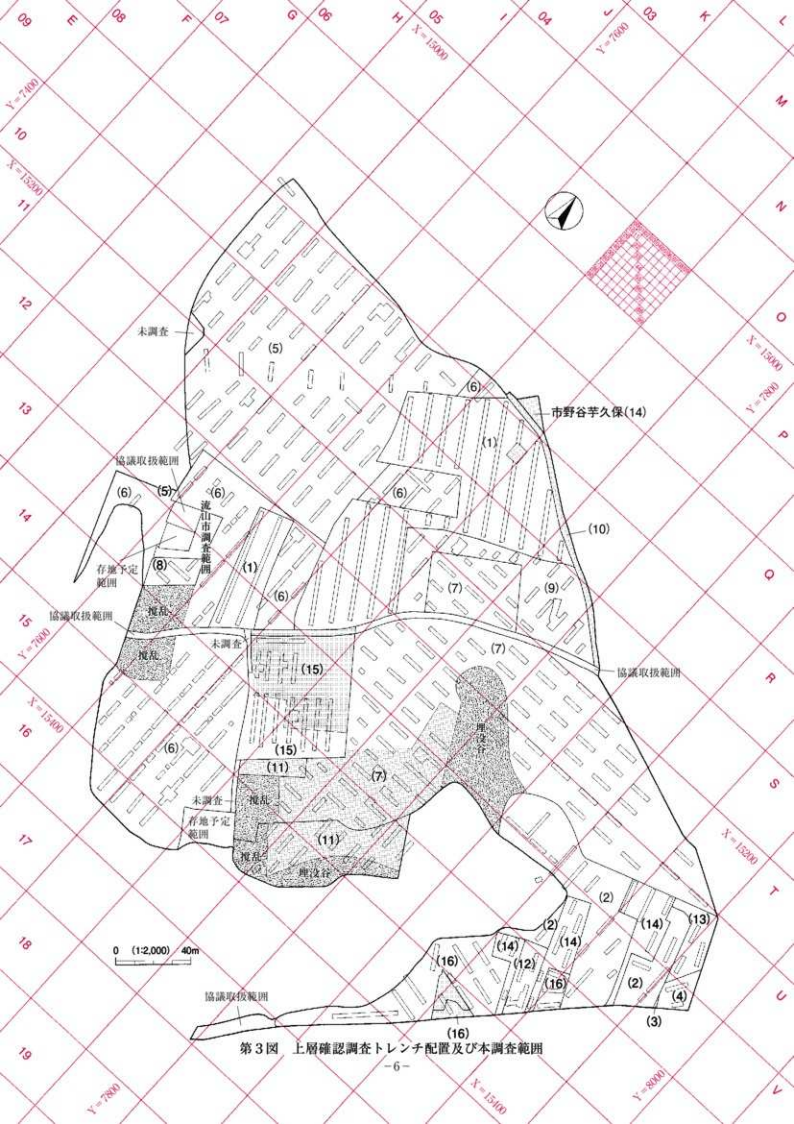 09
E
08
F
07
G
06
H
X=15000
05
I
04
J
Y=7600
03
K
L
Y=7400
M
10
X=15200
11
N
12
O
未調査
(5)
X=15000
(6)
Y=7800
13
市野谷芋久保(14)
P
(1)
協議取扱範囲
(6)
(5)
(6)
(6)
14
流山市調査範囲
(10)
存地予定
範囲
(8)
(1)
(7)
(9)
Q
(6)
攪乱
15
協議取扱範囲
Y=7600
未調査
(7)
攪乱
(15)
協議取扱範囲
R
X=15400
16
埋没谷
(6)
(15)
(11)
(7)
S
未調査
攪乱
存地予定
範囲
17
(11)
X=15200
攪乱
埋没谷
T
(2)
(2)
(14)
(13)
18
0 (1:2,000) 40m
(14)
(14)
(16)
(12)
(16)
(2)
(4)
U
協議取扱範囲
(3)
(16)
19
第3図 上層確認調査トレンチ配置及び本調査範囲
-6-
Y=7800
X=15400
Y=8000
V